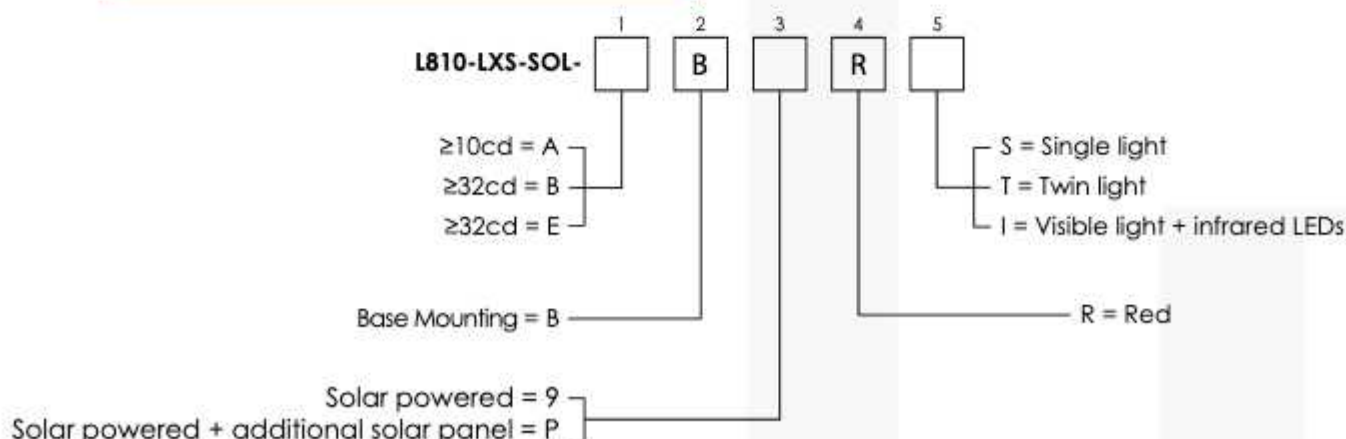 1 2 3 4 5
L810-LXS-SOL- B R
≥10cd = A
≥32cd = B
≥32cd = E
S = Single light
T = Twin light
I = Visible light + infrared LEDs
Base Mounting = B
R = Red
Solar powered = 9
Solar powered + additional solar panel = P